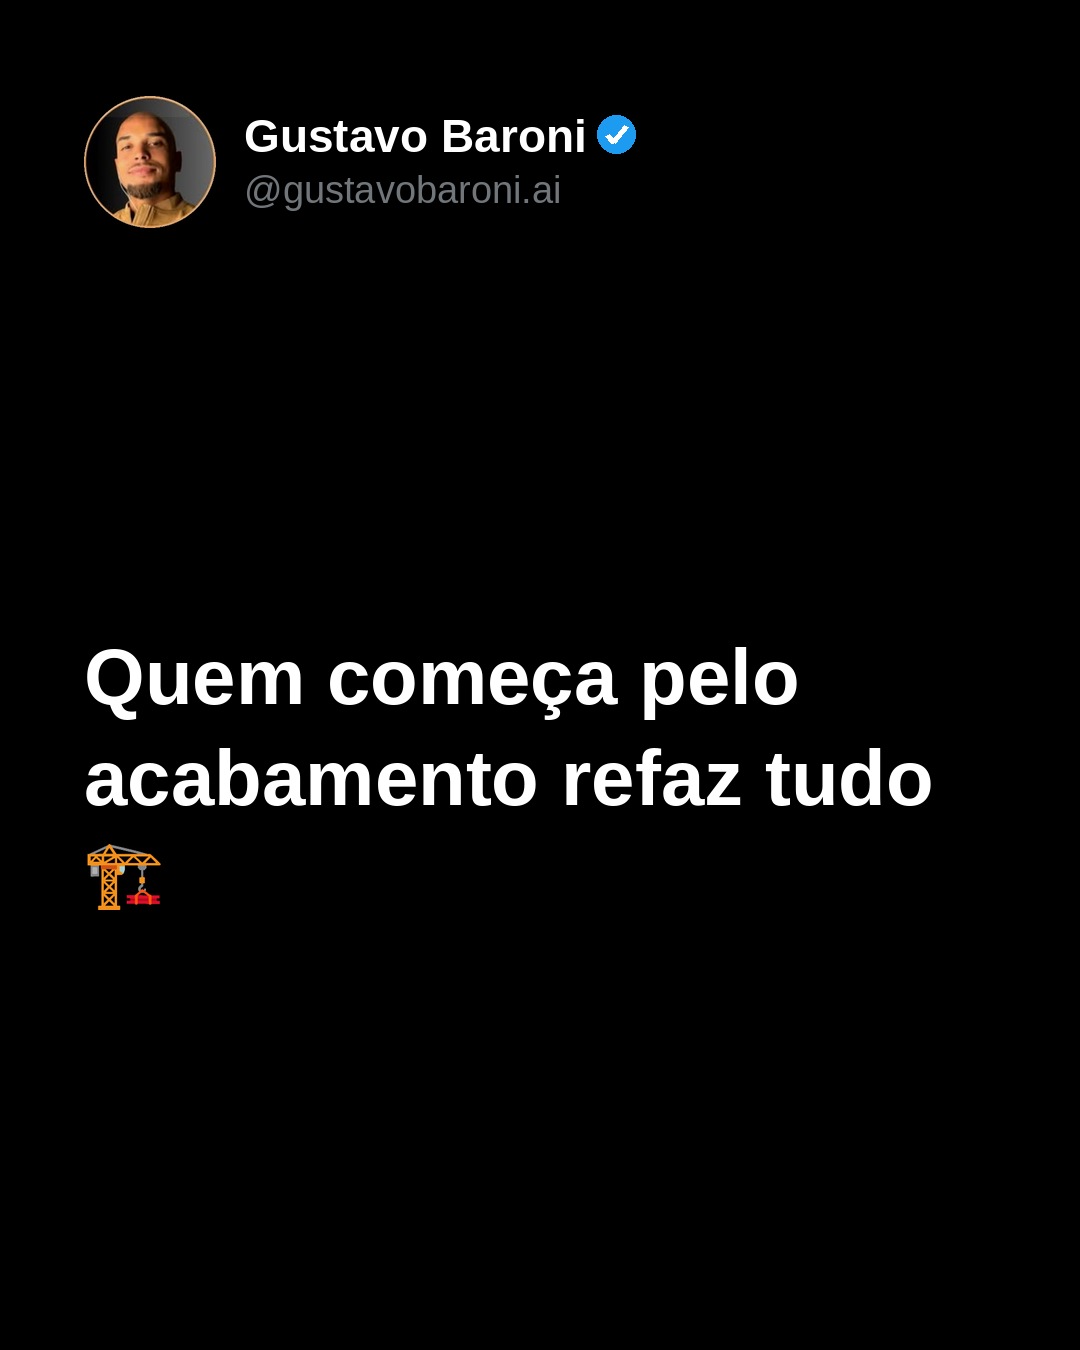 Gustavo Baroni
@gustavobaroni.ai
Quem começa pelo
acabamento refaz tudo
🏗️